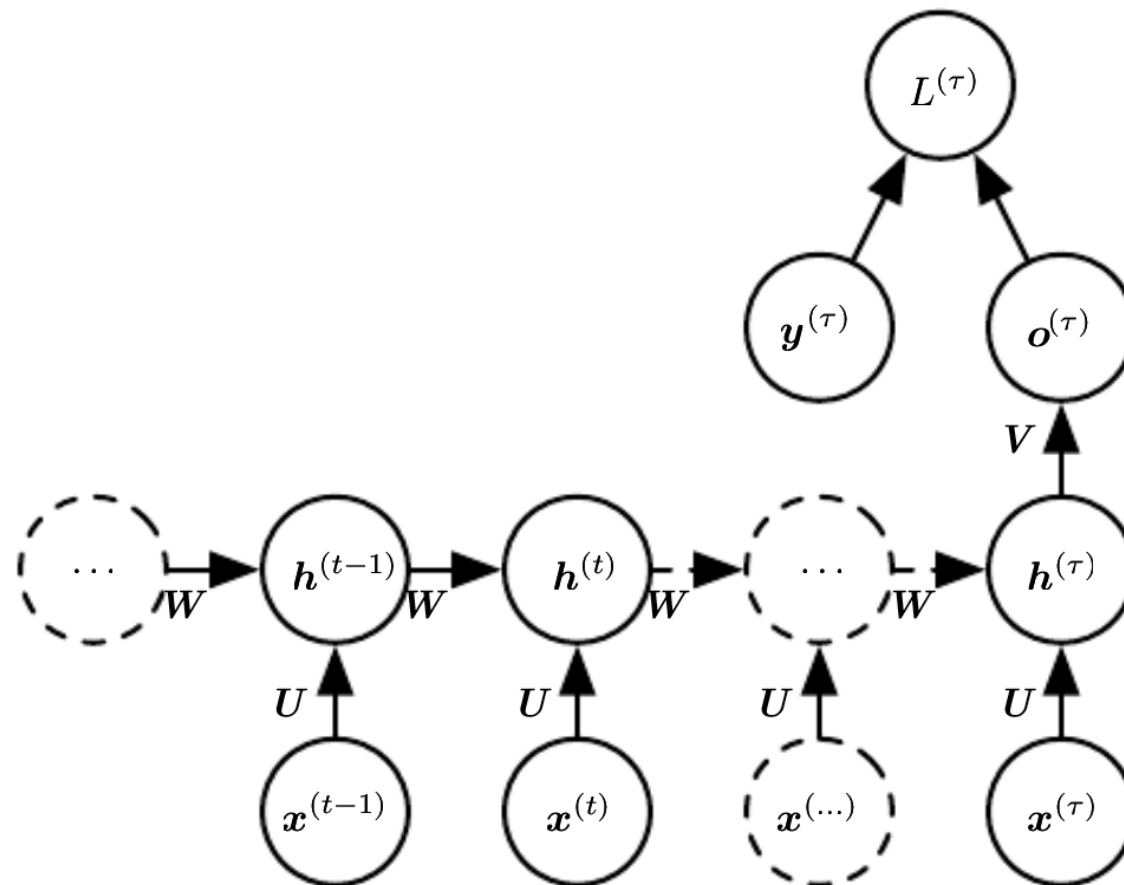 L^(τ)
y^(τ) o^(τ)
V
... h^(t−1) h^(t) ... h^(τ)
W W W W
U U U U
x^(t−1) x^(t) x^(...) x^(τ)